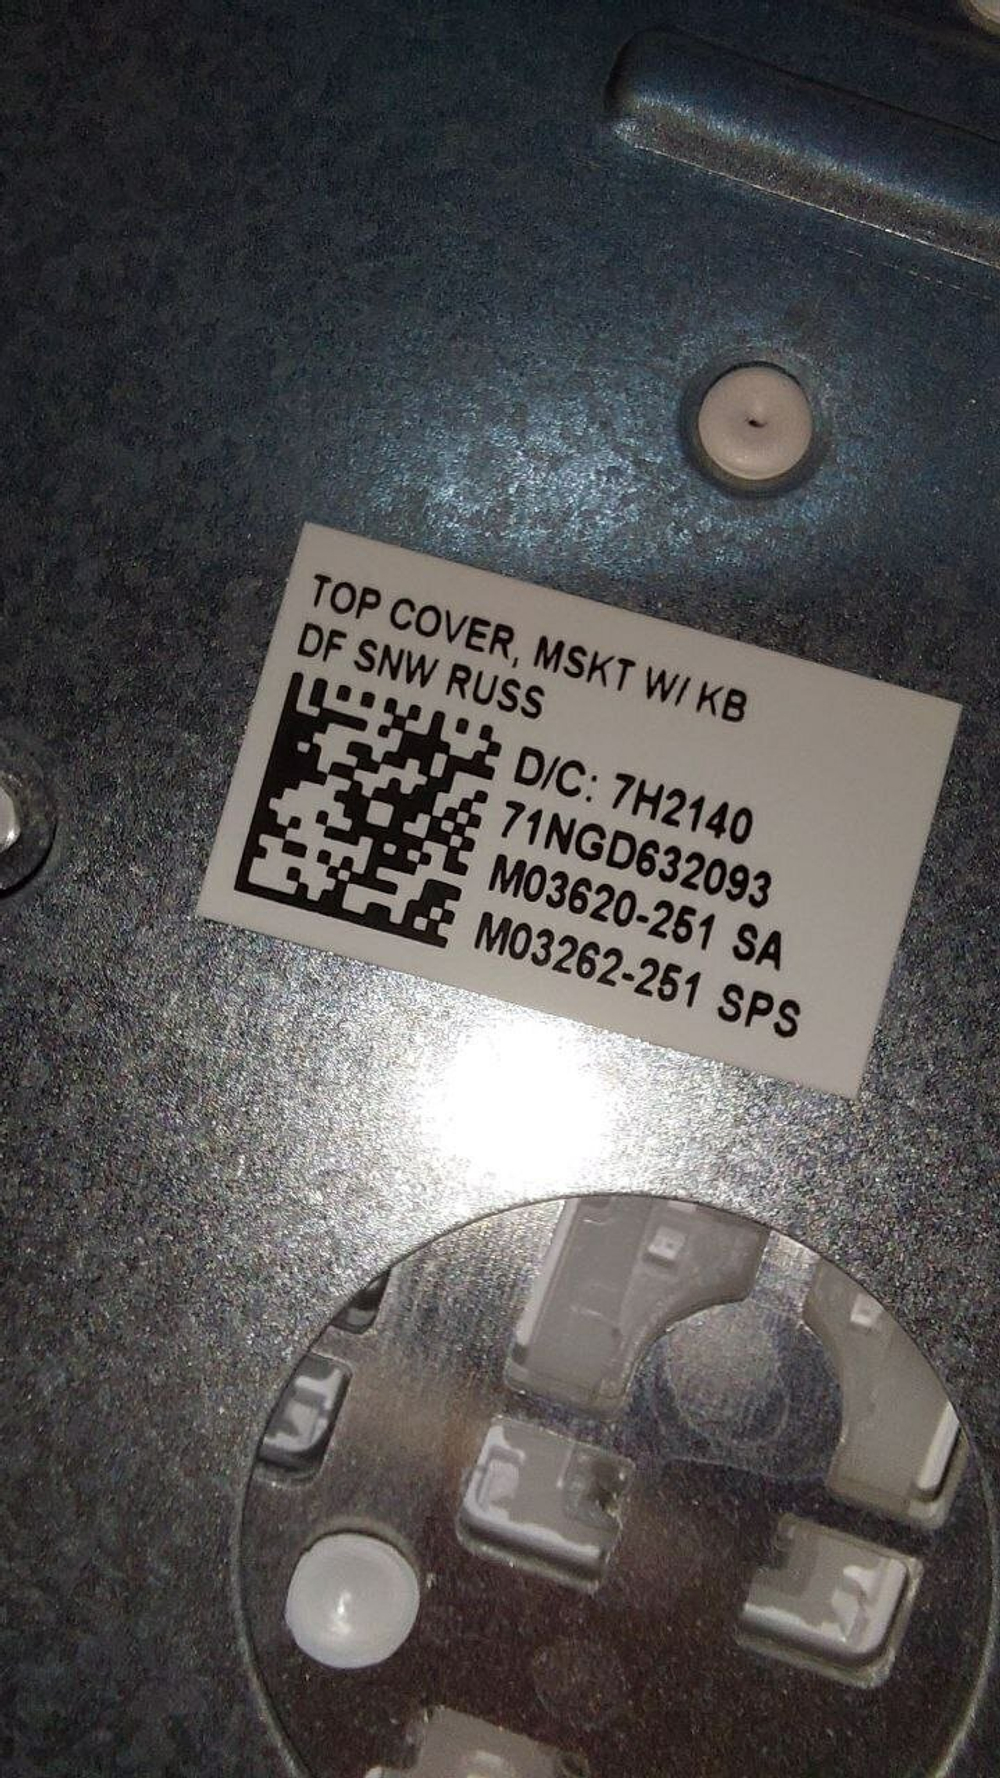 TOP COVER, MSKT W/ KB
DF SNW RUSS
D/C: 7H2140
71NGD632093
M03620-251 SA
M03262-251 SPS